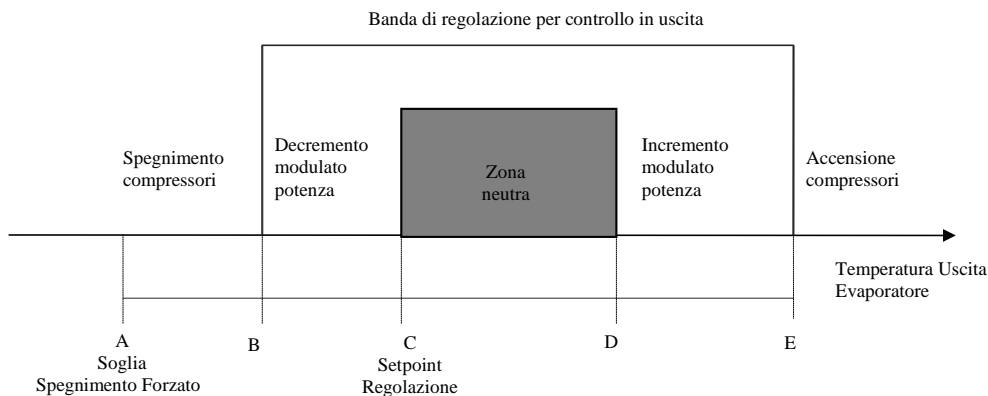 Banda di regolazione per controllo in uscita
Spegnimento
compressori
Decremento
modulato
potenza
Zona
neutra
Incremento
modulato
potenza
Accensione
compressori
Temperatura Uscita
Evaporatore
A
Soglia
Spegnimento Forzato
B
C
Setpoint
Regolazione
D
E